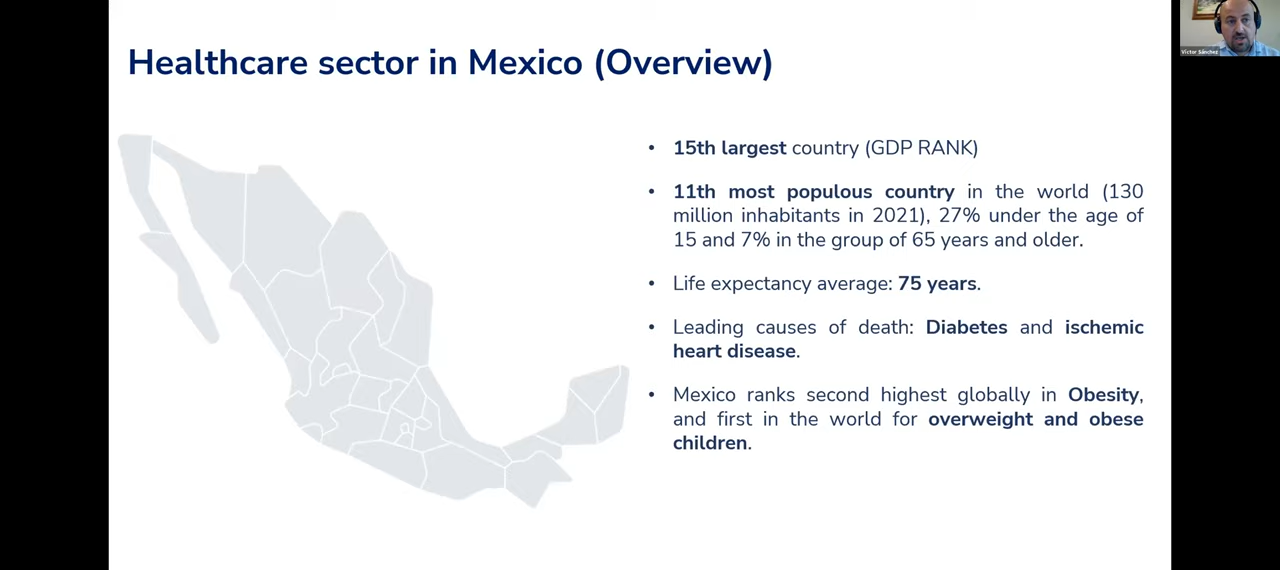 Healthcare sector in Mexico (Overview)
Víctor Sánchez
• 15th largest country (GDP RANK)
• 11th most populous country in the world (130
million inhabitants in 2021), 27% under the age of
15 and 7% in the group of 65 years and older.
• Life expectancy average: 75 years.
• Leading causes of death: Diabetes and ischemic
heart disease.
• Mexico ranks second highest globally in Obesity,
and first in the world for overweight and obese
children.